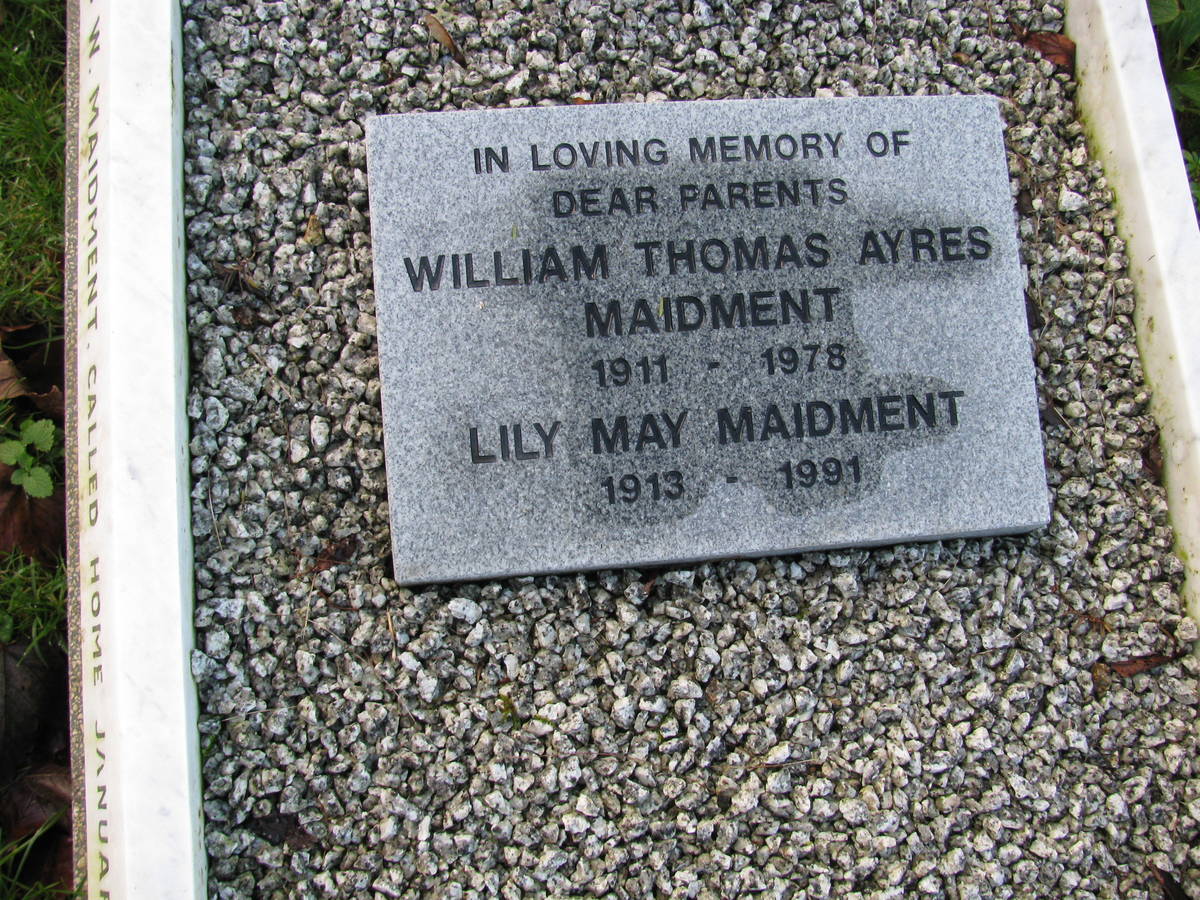 IN LOVING MEMORY OF
DEAR PARENTS
WILLIAM THOMAS AYRES
MAIDMENT
1911 - 1978
LILY MAY MAIDMENT
1913 - 1991
W. MAIDMENT. CALLED HOME JANUAR